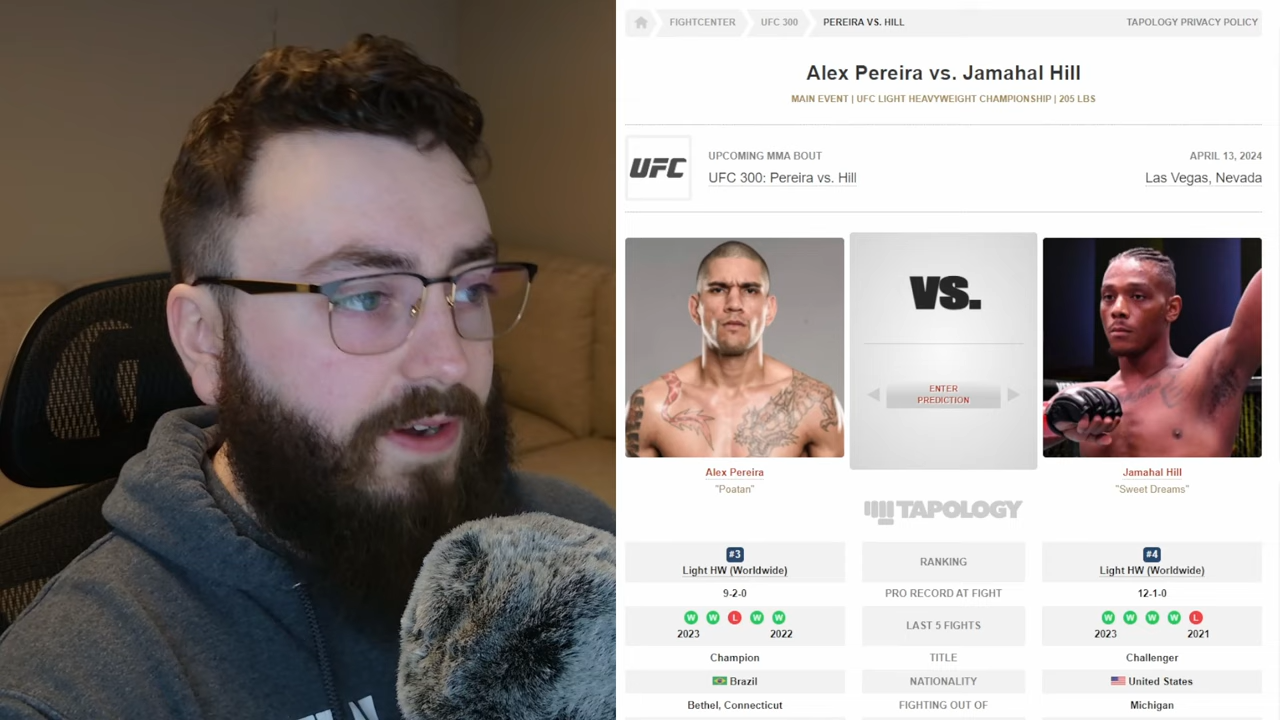 FIGHTCENTER UFC 300 PEREIRA VS. HILL TAPOLOGY PRIVACY POLICY
Alex Pereira vs. Jamahal Hill
MAIN EVENT | UFC LIGHT HEAVYWEIGHT CHAMPIONSHIP | 205 LBS
UFC
UPCOMING MMA BOUT APRIL 13, 2024
UFC 300: Pereira vs. Hill Las Vegas, Nevada
VS.
ENTER
PREDICTION
Alex Pereira Jamahal Hill
"Poatan" "Sweet Dreams"
TAPOLOGY
#3 RANKING #4
Light HW (Worldwide) Light HW (Worldwide)
9-2-0 PRO RECORD AT FIGHT 12-1-0
W W L W W LAST 5 FIGHTS W W W W L
2023 2022 2023 2021
Champion TITLE Challenger
Brazil NATIONALITY United States
Bethel, Connecticut FIGHTING OUT OF Michigan